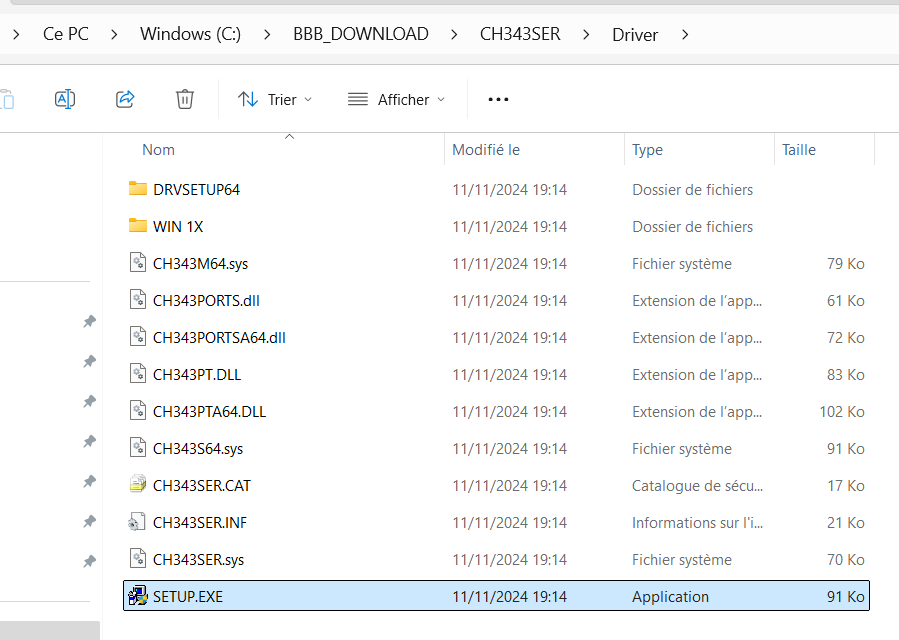 Ce PC > Windows (C:) > BBB_DOWNLOAD > CH343SER > Driver >
Trier Afficher
Nom Modifié le Type Taille
DRVSETUP64 11/11/2024 19:14 Dossier de fichiers
WIN 1X 11/11/2024 19:14 Dossier de fichiers
CH343M64.sys 11/11/2024 19:14 Fichier système 79 Ko
CH343PORTS.dll 11/11/2024 19:14 Extension de l'app... 61 Ko
CH343PORTSA64.dll 11/11/2024 19:14 Extension de l'app... 72 Ko
CH343PT.DLL 11/11/2024 19:14 Extension de l'app... 83 Ko
CH343PTA64.DLL 11/11/2024 19:14 Extension de l'app... 102 Ko
CH343S64.sys 11/11/2024 19:14 Fichier système 91 Ko
CH343SER.CAT 11/11/2024 19:14 Catalogue de sécu... 17 Ko
CH343SER.INF 11/11/2024 19:14 Informations sur l'i... 21 Ko
CH343SER.sys 11/11/2024 19:14 Fichier système 70 Ko
SETUP.EXE 11/11/2024 19:14 Application 91 Ko